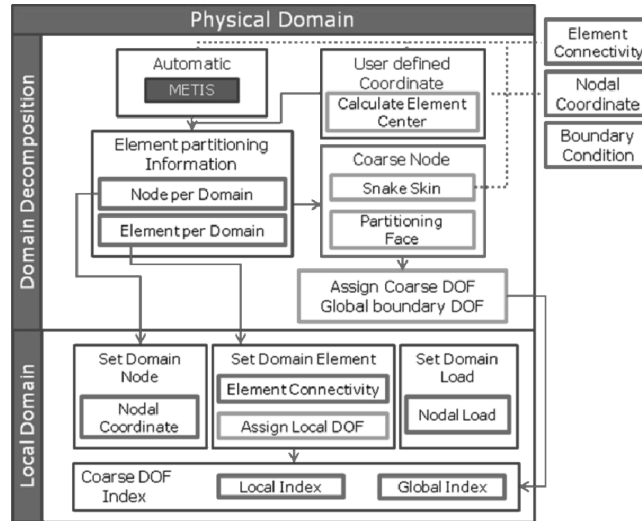 Physical Domain
Domain Decomposition
Automatic
METIS
User defined
Coordinate
Calculate Element
Center
Element
Connectivity
Nodal
Coordinate
Boundary
Condition
Element partitioning
Information
Node per Domain
Element per Domain
Coarse Node
Snake Skin
Partitioning
Face
Assign Coarse DOF
Global boundary DOF
Local Domain
Set Domain
Node
Nodal
Coordinate
Set Domain Element
Element Connectivity
Assign Local DOF
Set Domain
Load
Nodal Load
Coarse DOF
Index
Local Index
Global Index